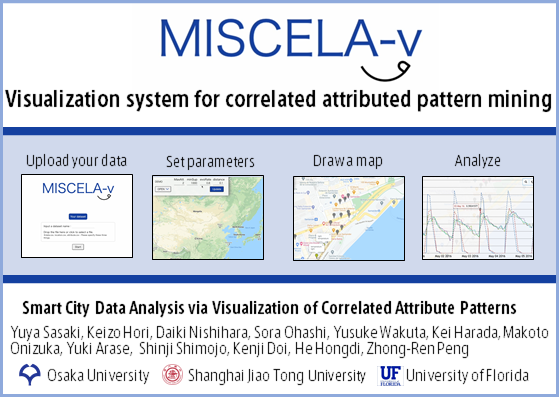 MISCELA-v
Visualization system for correlated attributed pattern mining
Upload your data
Set parameters
Draw a map
Analyze
MISCELA-v
Smart City Data Analysis via Visualization of Correlated Attribute Patterns
Yuya Sasaki, Keizo Hori, Daiki Nishihara, Sora Ohashi, Yusuke Wakuta, Kei Harada, Makoto
Onizuka, Yuki Arase, Shinji Shimojo, Kenji Doi, He Hongdi, Zhong-Ren Peng
Osaka University
Shanghai Jiao Tong University
UF
FLORIDA
University of Florida